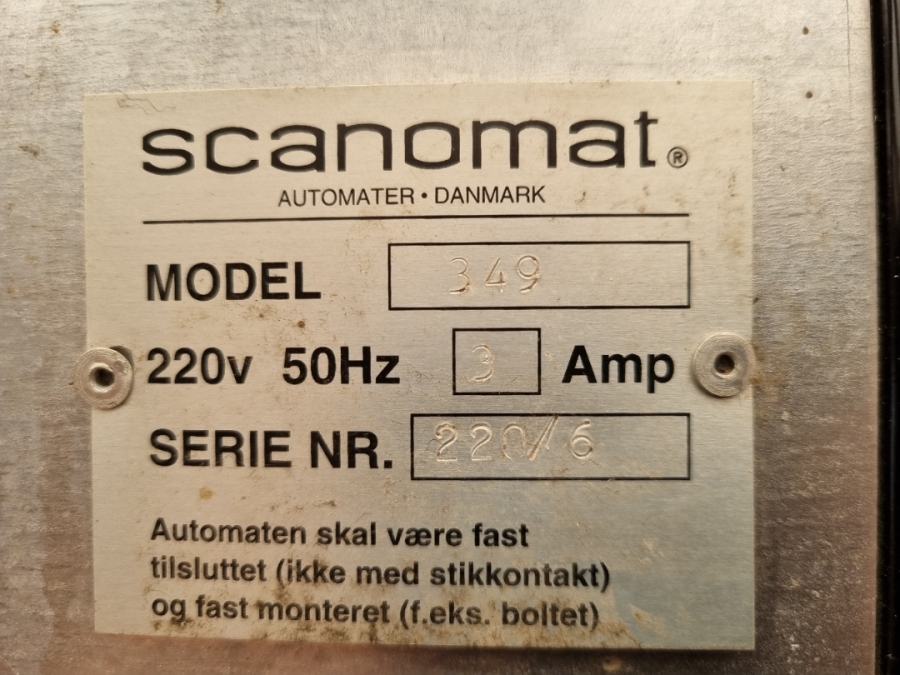 scanomat®
AUTOMATER • DANMARK
MODEL 349
220v 50Hz 3 Amp
SERIE NR. 220/6
Automaten skal være fast
tilsluttet (ikke med stikkontakt)
og fast monteret (f.eks. boltet)